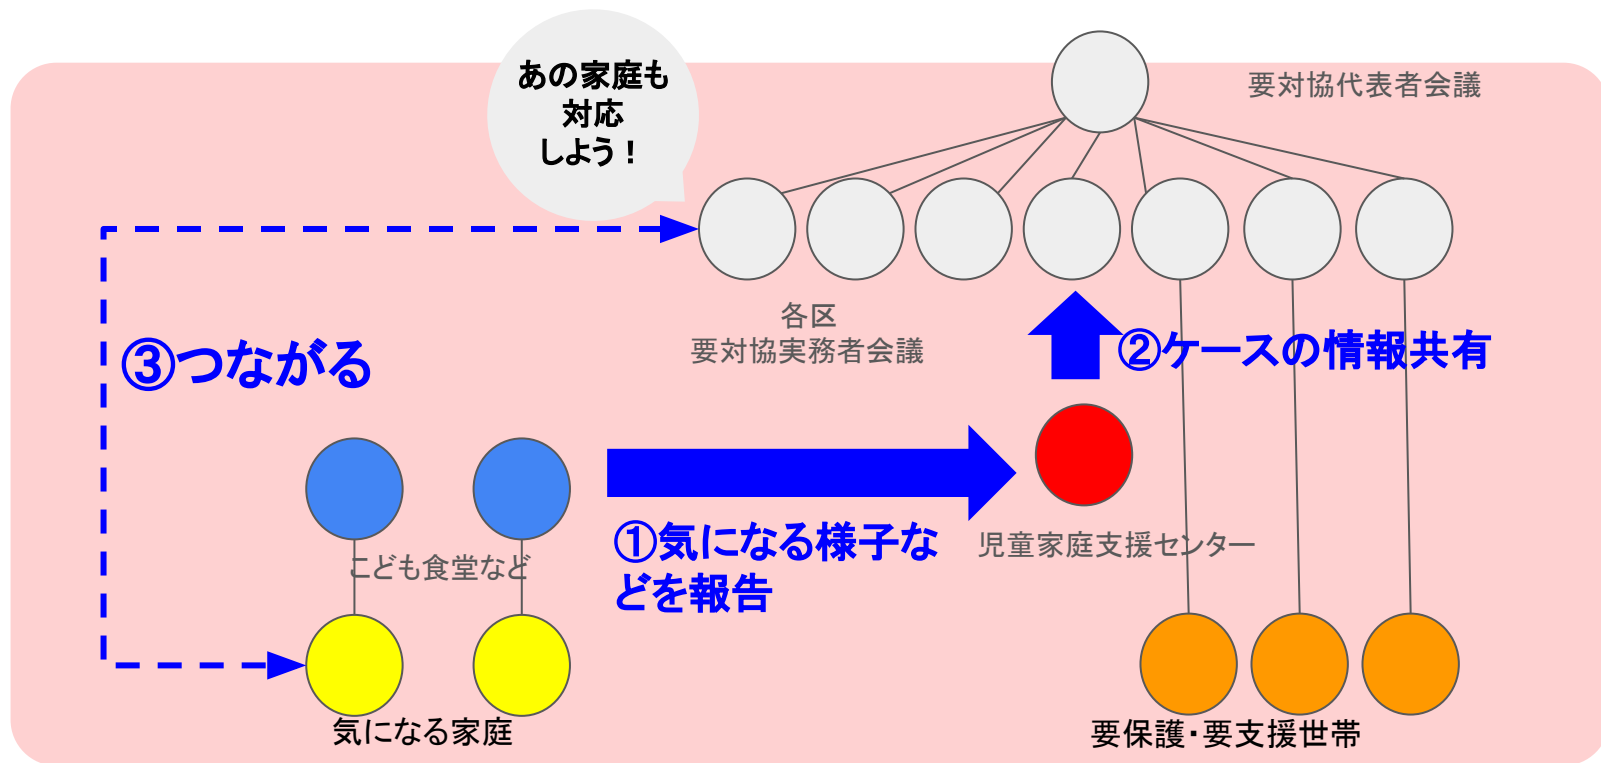 あの家庭も
対応
しよう！
要対協代表者会議
各区
要対協実務者会議
③つながる
②ケースの情報共有
こども食堂など
①気になる様子な
どを報告
児童家庭支援センター
気になる家庭
要保護・要支援世帯